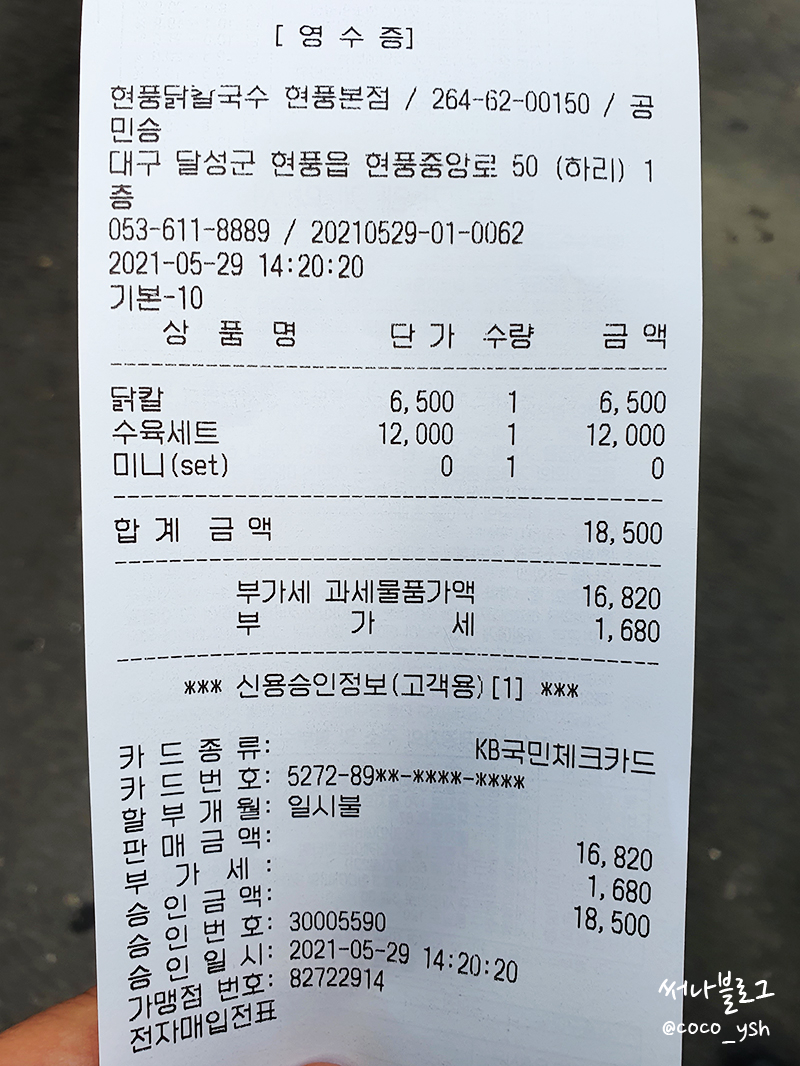 [ 영 수 증]
현풍닭칼국수 현풍본점 / 264-62-00150 / 공
민승
대구 달성군 현풍읍 현풍중앙로 50 (하리) 1
층
053-611-8889 / 20210529-01-0062
2021-05-29 14:20:20
기본-10
상 품 명 단 가 수량 금 액
닭칼 6,500 1 6,500
수육세트 12,000 1 12,000
미니(set) 0 1 0
합 계 금 액 18,500
부가세 과세물품가액 16,820
부 가 세 1,680
*** 신용승인정보(고객용)[1] ***
카 드 종 류: KB국민체크카드
카 드 번 호: 5272-89**-****-****
할 부 개 월: 일시불
판 매 금 액: 16,820
부 가 세 : 1,680
승 인 금 액: 18,500
승 인 번 호: 30005590
승 인 일 시: 2021-05-29 14:20:20
가맹점 번호: 82722914
전자매입전표
써나블로그
@coco_ysh